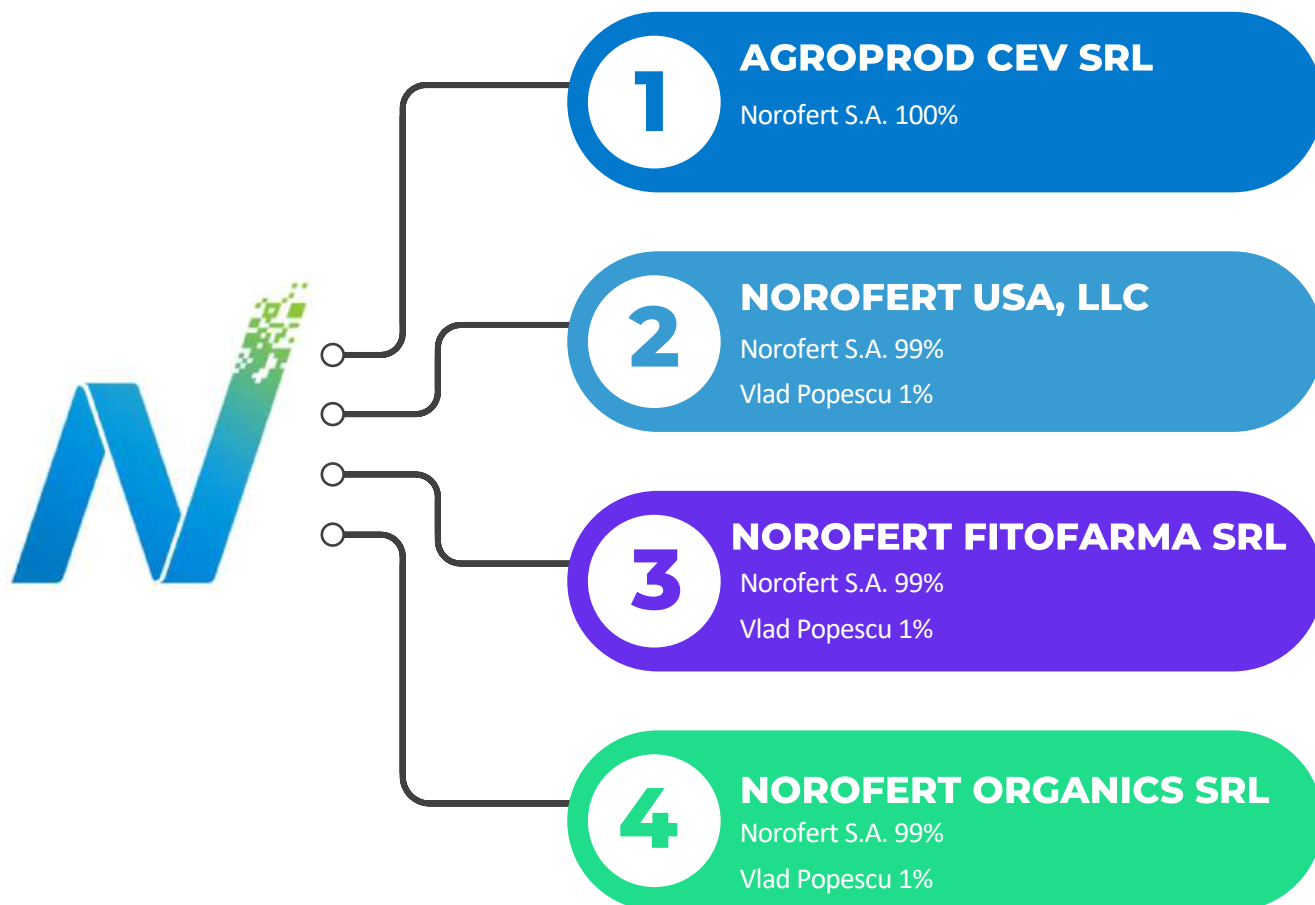 1
AGROPROD CEV SRL
Norofert S.A. 100%
2
NOROFERT USA, LLC
Norofert S.A. 99%
Vlad Popescu 1%
3
NOROFERT FITOFARMA SRL
Norofert S.A. 99%
Vlad Popescu 1%
4
NOROFERT ORGANICS SRL
Norofert S.A. 99%
Vlad Popescu 1%